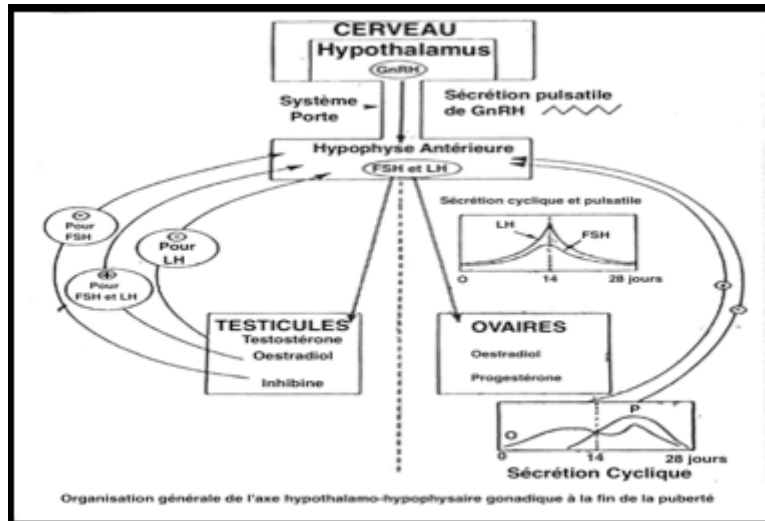 CERVEAU
Hypothalamus
GnRH
Système
Porte
Sécrétion pulsatile
de GnRH
Hypophyse Antérieure
FSH et LH
Sécrétion cyclique et pulsatile
LH
FSH
O
14
28 jours
Pour
FSH
Pour
LH
Pour
FSH et LH
TESTICULES
Testostérone
Oestradiol
Inhibine
OVAIRES
Oestradiol
Progestérone
O
P
0
14
28 jours
Sécrétion Cyclique
Organisation générale de l'axe hypothalamo-hypophysaire gonadique à la fin de la puberté